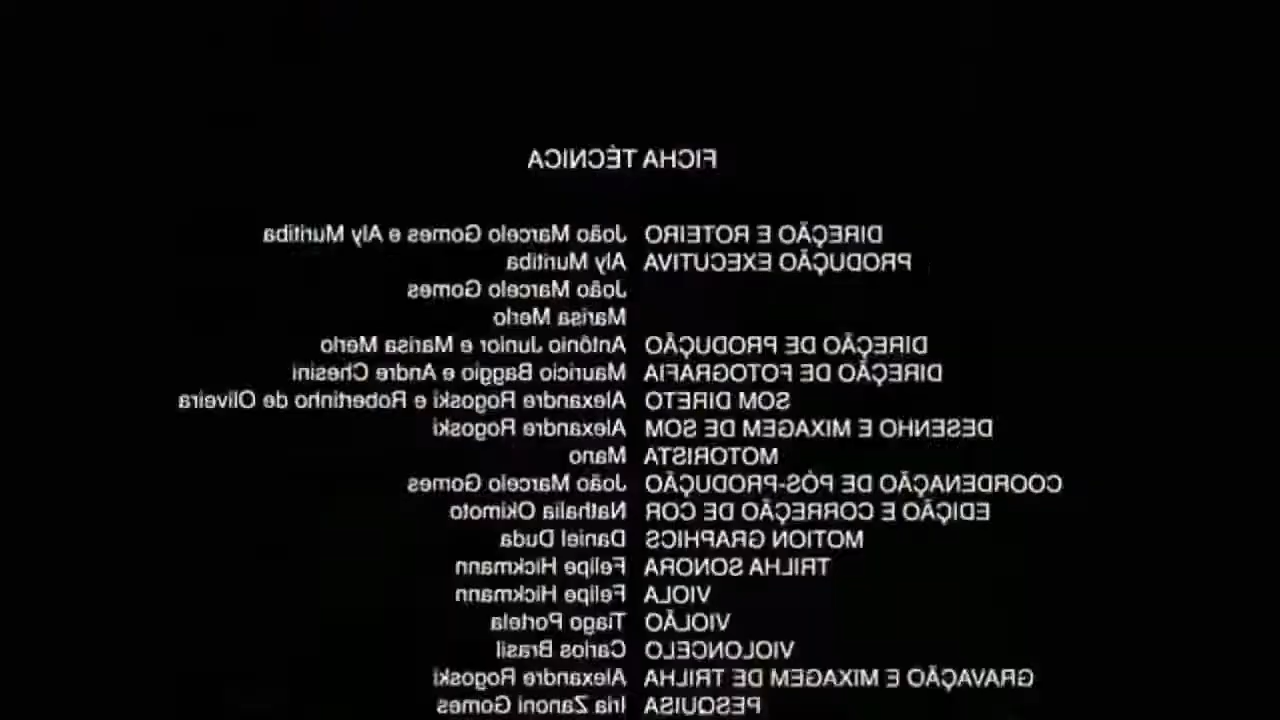 FICHA TÉCNICA
DIREÇÃO E ROTEIRO João Marcelo Gomes e Aly Muritiba
PRODUÇÃO EXECUTIVA Aly Muritiba
João Marcelo Gomes
Marisa Merlo
DIREÇÃO DE PRODUÇÃO Antônio Junior e Marisa Merlo
DIREÇÃO DE FOTOGRAFIA Mauricio Baggio e Andre Chesini
SOM DIRETO Alexandre Rogoski e Robertinho de Oliveira
DESENHO E MIXAGEM DE SOM Alexandre Rogoski
MOTORISTA Mano
COORDENAÇÃO DE PÓS-PRODUÇÃO João Marcelo Gomes
EDIÇÃO E CORREÇÃO DE COR Nathalia Okimoto
MOTION GRAPHICS Daniel Duda
TRILHA SONORA Felipe Hickmann
VIOLA Felipe Hickmann
VIOLÃO Tiago Portela
VIOLONCELO Carlos Brasil
GRAVAÇÃO E MIXAGEM DE TRILHA Alexandre Rogoski
PESQUISA Iria Zanoni Gomes